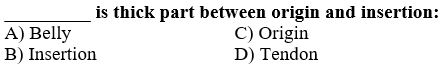 __________ is thick part between origin and insertion:
A) Belly C) Origin
B) Insertion D) Tendon